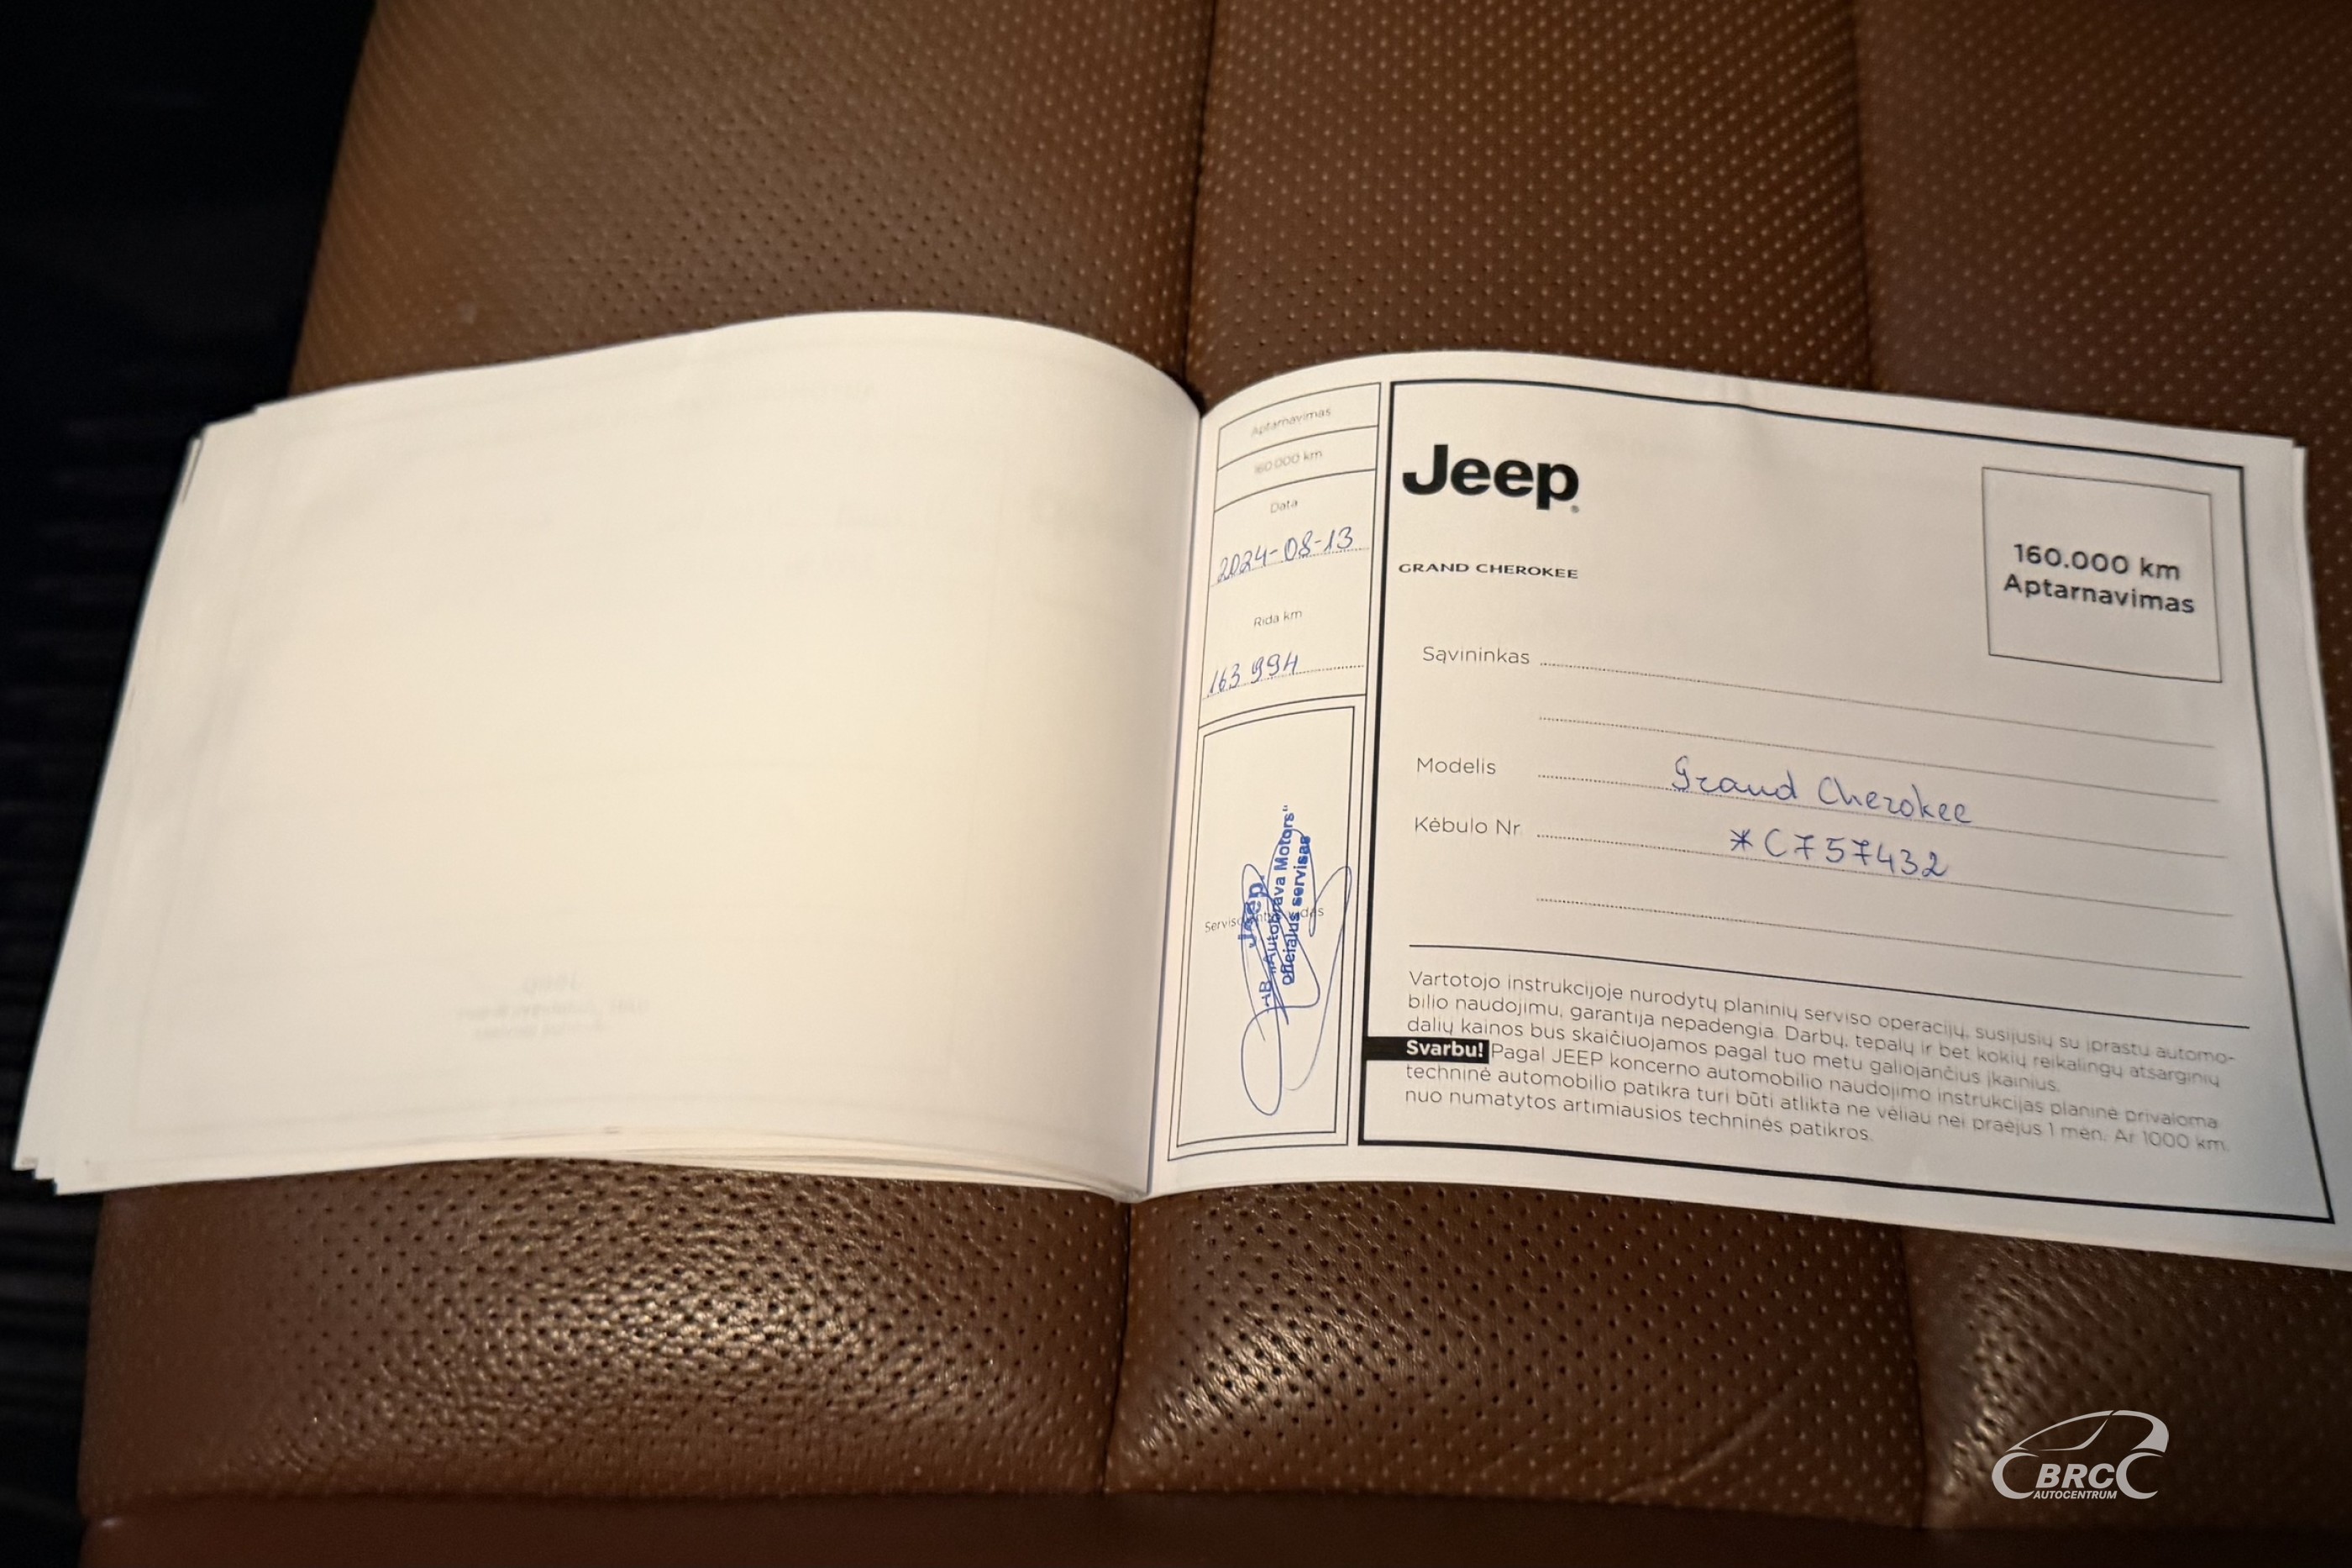 Aptarnavimas
160.000 km
Data
2024-08-13
Rida km
163 994
Jeep
UAB „Autobrava Motors“
oficialus servisas
Jeep
GRAND CHEROKEE
160.000 km
Aptarnavimas
Sąvininkas
Modelis Grand Cherokee
Kėbulo Nr *C757432
Vartotojo instrukcijoje nurodytų planinių serviso operacijų, susijusių su įprastu automo-
bilio naudojimu, garantija nepadengia. Darbų, tepalų ir bet kokių reikalingų atsarginių
dalių kainos bus skaičiuojamos pagal tuo metu galiojančius įkainius.
Svarbu! Pagal JEEP koncerno automobilio naudojimo instrukcijas planinė privaloma
techninė automobilio patikra turi būti atlikta ne vėliau nei praėjus 1 mėn. Ar 1000 km,
nuo numatytos artimiausios techninės patikros.
BRC
AUTOCENTRUM